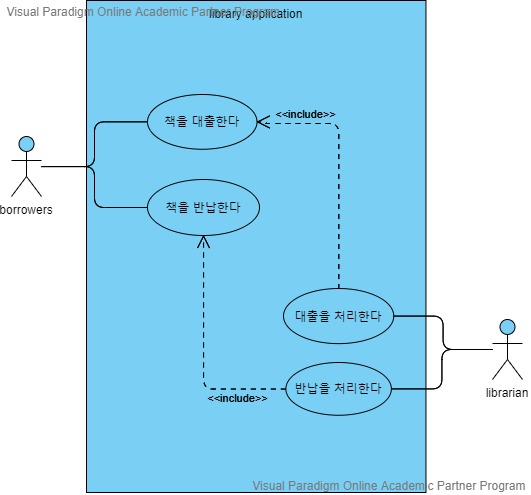 Visual Paradigm Online Academic Partner Program
library application
책을 대출한다
<<include>>
borrowers
책을 반납한다
대출을 처리한다
librarian
반납을 처리한다
<<include>>
Visual Paradigm Online Academic Partner Program